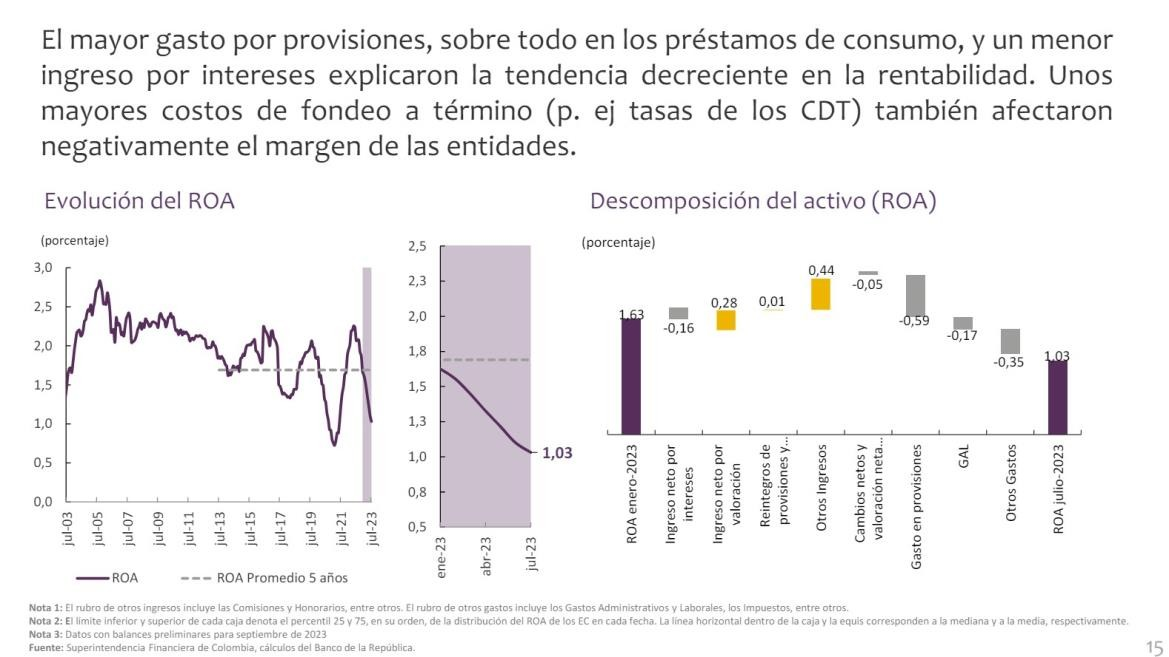 El mayor gasto por provisiones, sobre todo en los préstamos de consumo, y un menor
ingreso por intereses explicaron la tendencia decreciente en la rentabilidad. Unos
mayores costos de fondeo a término (p. ej tasas de los CDT) también afectaron
negativamente el margen de las entidades.
Evolución del ROA
(porcentaje)
3,0
2,5
2,0
1,5
1,0
0,5
0,0
jul-03
jul-05
jul-07
jul-09
jul-11
jul-13
jul-15
jul-17
jul-19
jul-21
jul-23
ROA
ROA Promedio 5 años
2,5
2,3
2,0
1,8
1,5
1,3
1,0
0,8
0,5
1,03
ene-23
abr-23
jul-23
Descomposición del activo (ROA)
(porcentaje)
1,63
-0,16
0,28
0,01
0,44
-0,05
-0,59
-0,17
-0,35
1,03
ROA enero-2023
Ingreso neto por
intereses
Ingreso neto por
valoración
Reintegros de
provisiones y...
Otros Ingresos
Cambios netos y
valoración neta...
Gasto en provisiones
GAL
Otros Gastos
ROA julio-2023
Nota 1: El rubro de otros ingresos incluye las Comisiones y Honorarios, entre otros. El rubro de otros gastos incluye los Gastos Administrativos y Laborales, los Impuestos, entre otros.
Nota 2: El límite inferior y superior de cada caja denota el percentil 25 y 75, en su orden, de la distribución del ROA de los EC en cada fecha. La línea horizontal dentro de la caja y la equis corresponden a la mediana y a la media, respectivamente.
Nota 3: Datos con balances preliminares para septiembre de 2023
Fuente: Superintendencia Financiera de Colombia, cálculos del Banco de la República.
15